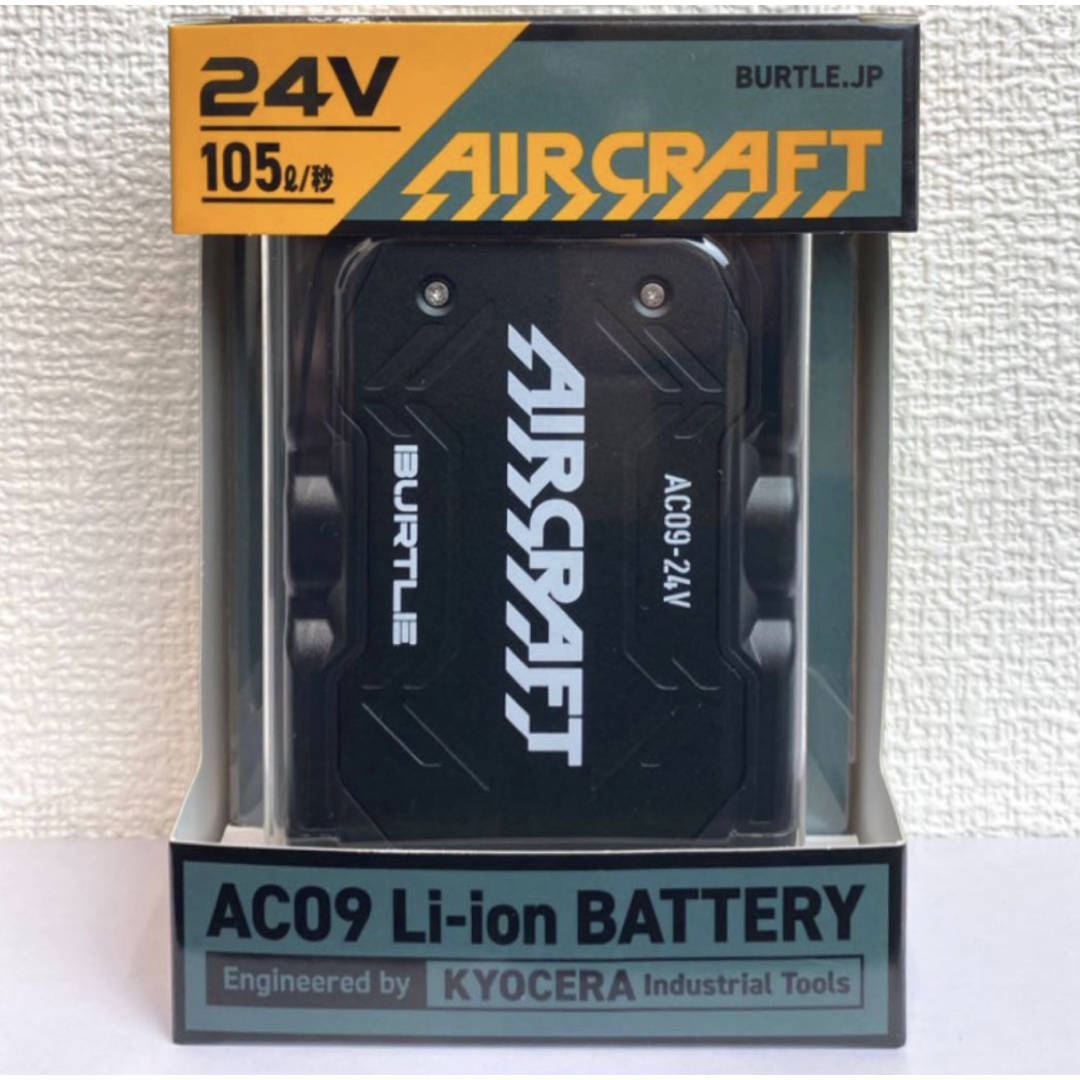 24V
105ℓ/秒
BURTLE.JP
AIRCRAFT
BURTLE
AIRCRAFT
AC09-24V
AC09 Li-ion BATTERY
Engineered by KYOCERA Industrial Tools